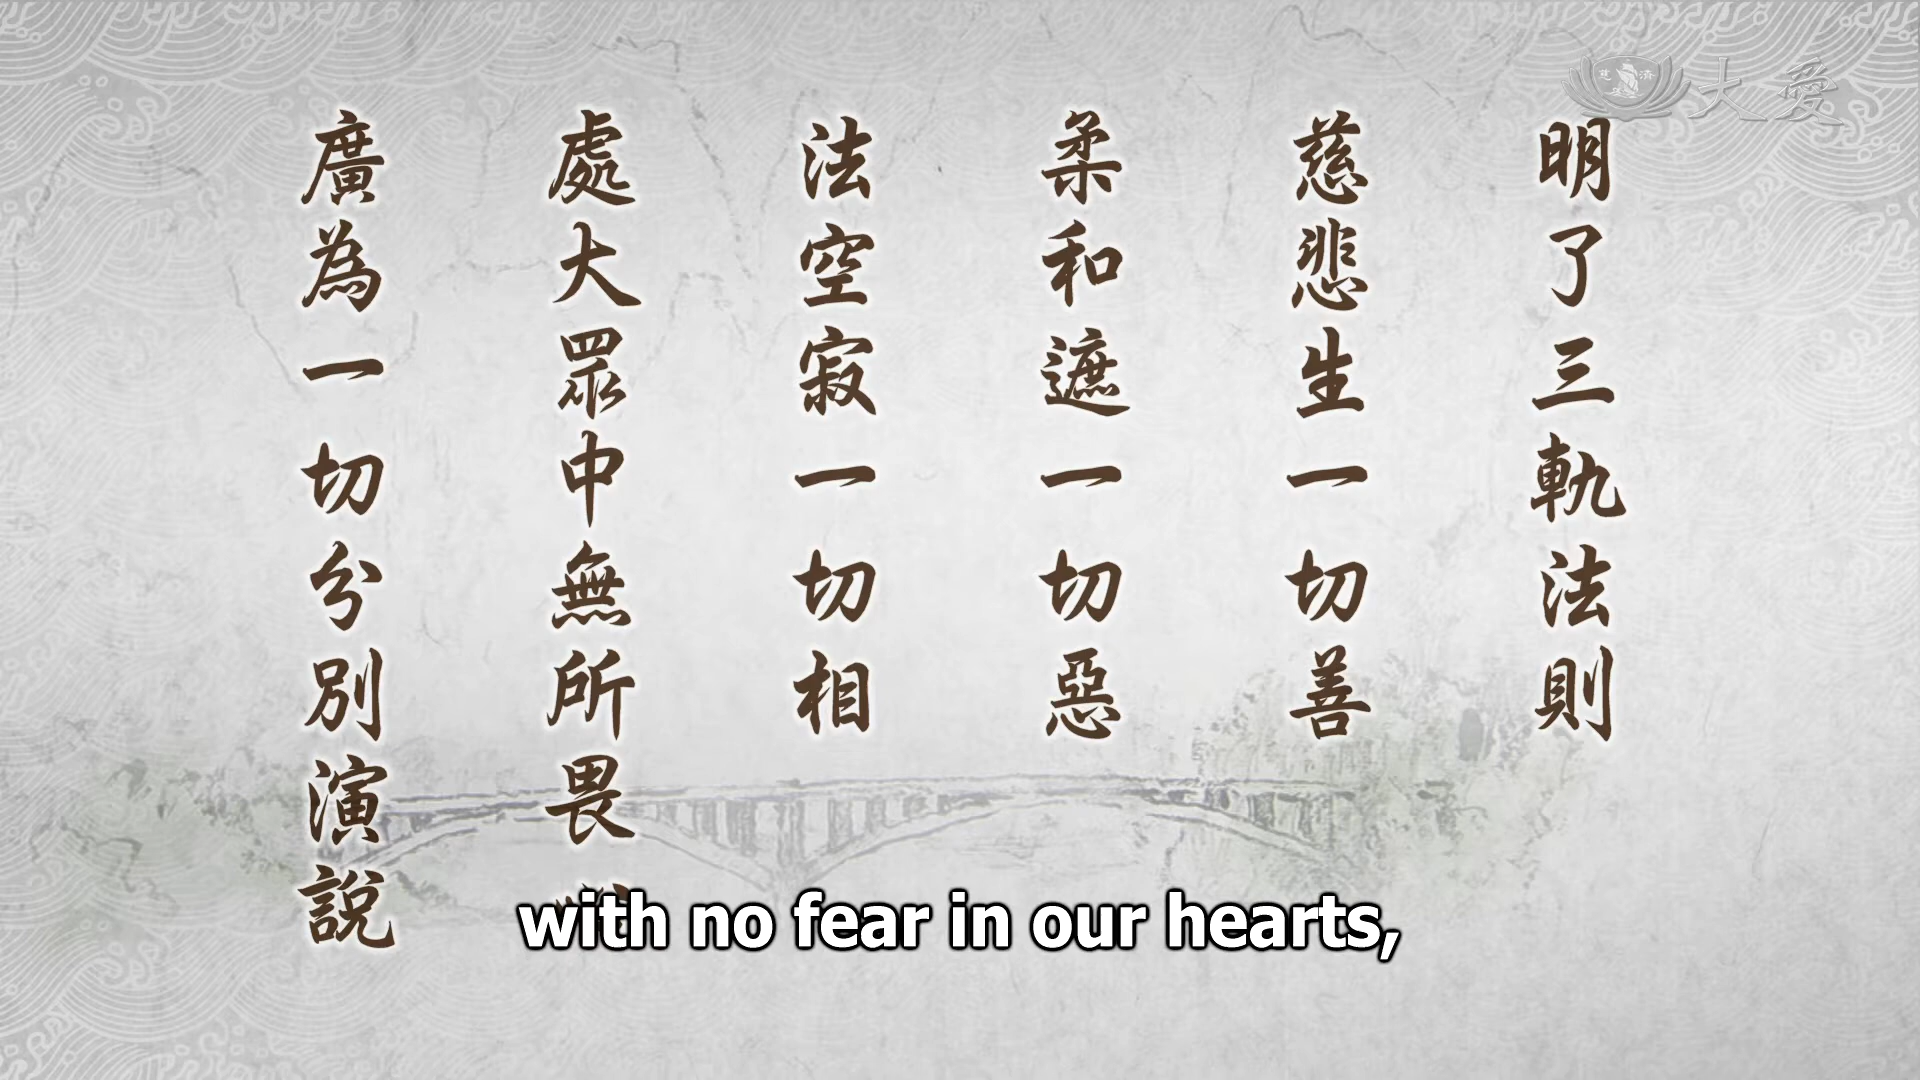 大愛
慈濟
明了三軌法則
慈悲生一切善
柔和遮一切惡
法空寂一切相
處大眾中無所畏
廣為一切分別演說
with no fear in our hearts,